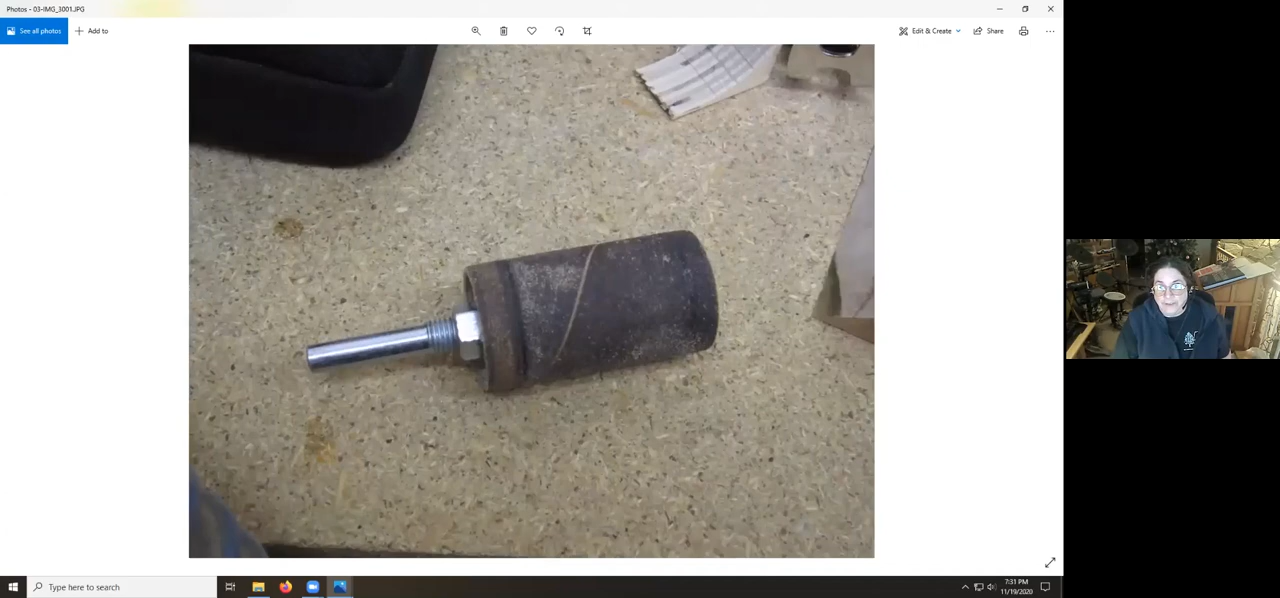 Photos - 03-IMG_3001.JPG
See all photos
Add to
Edit & Create
Share
Type here to search
7:31 PM
11/19/2020